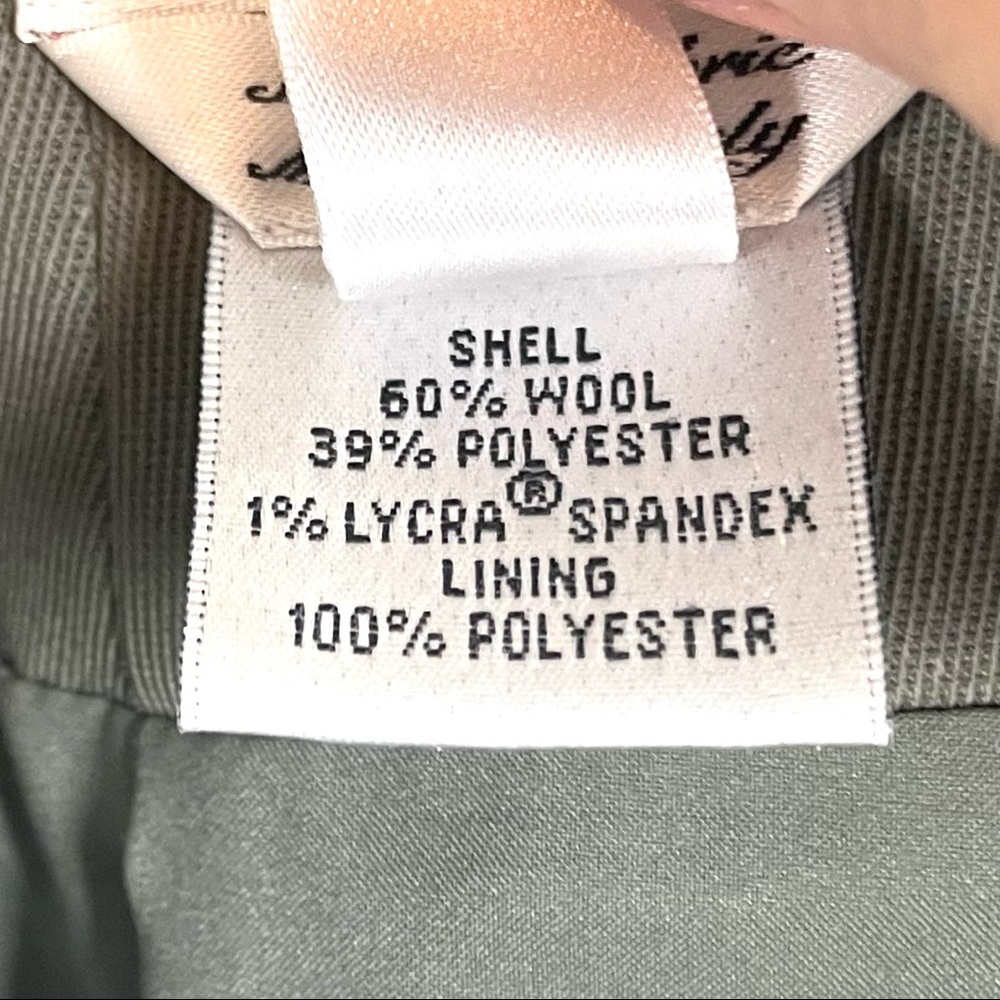 SHELL
60% WOOL
39% POLYESTER
1% LYCRA® SPANDEX
LINING
100% POLYESTER